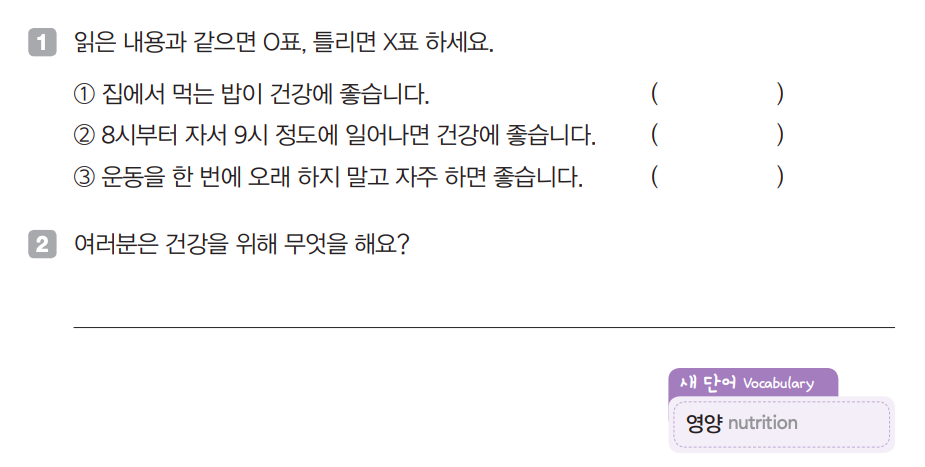 1 읽은 내용과 같으면 O표, 틀리면 X표 하세요.
① 집에서 먹는 밥이 건강에 좋습니다. ( )
② 8시부터 자서 9시 정도에 일어나면 건강에 좋습니다. ( )
③ 운동을 한 번에 오래 하지 말고 자주 하면 좋습니다. ( )
2 여러분은 건강을 위해 무엇을 해요?
새 단어 Vocabulary
영양 nutrition